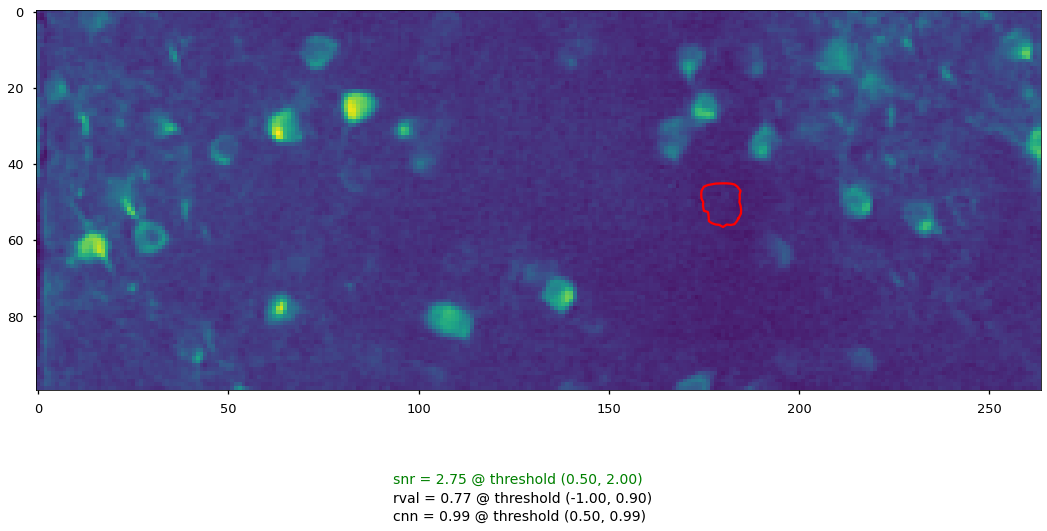 0
20
40
60
80
0 50 100 150 200 250
snr = 2.75 @ threshold (0.50, 2.00)
rval = 0.77 @ threshold (-1.00, 0.90)
cnn = 0.99 @ threshold (0.50, 0.99)